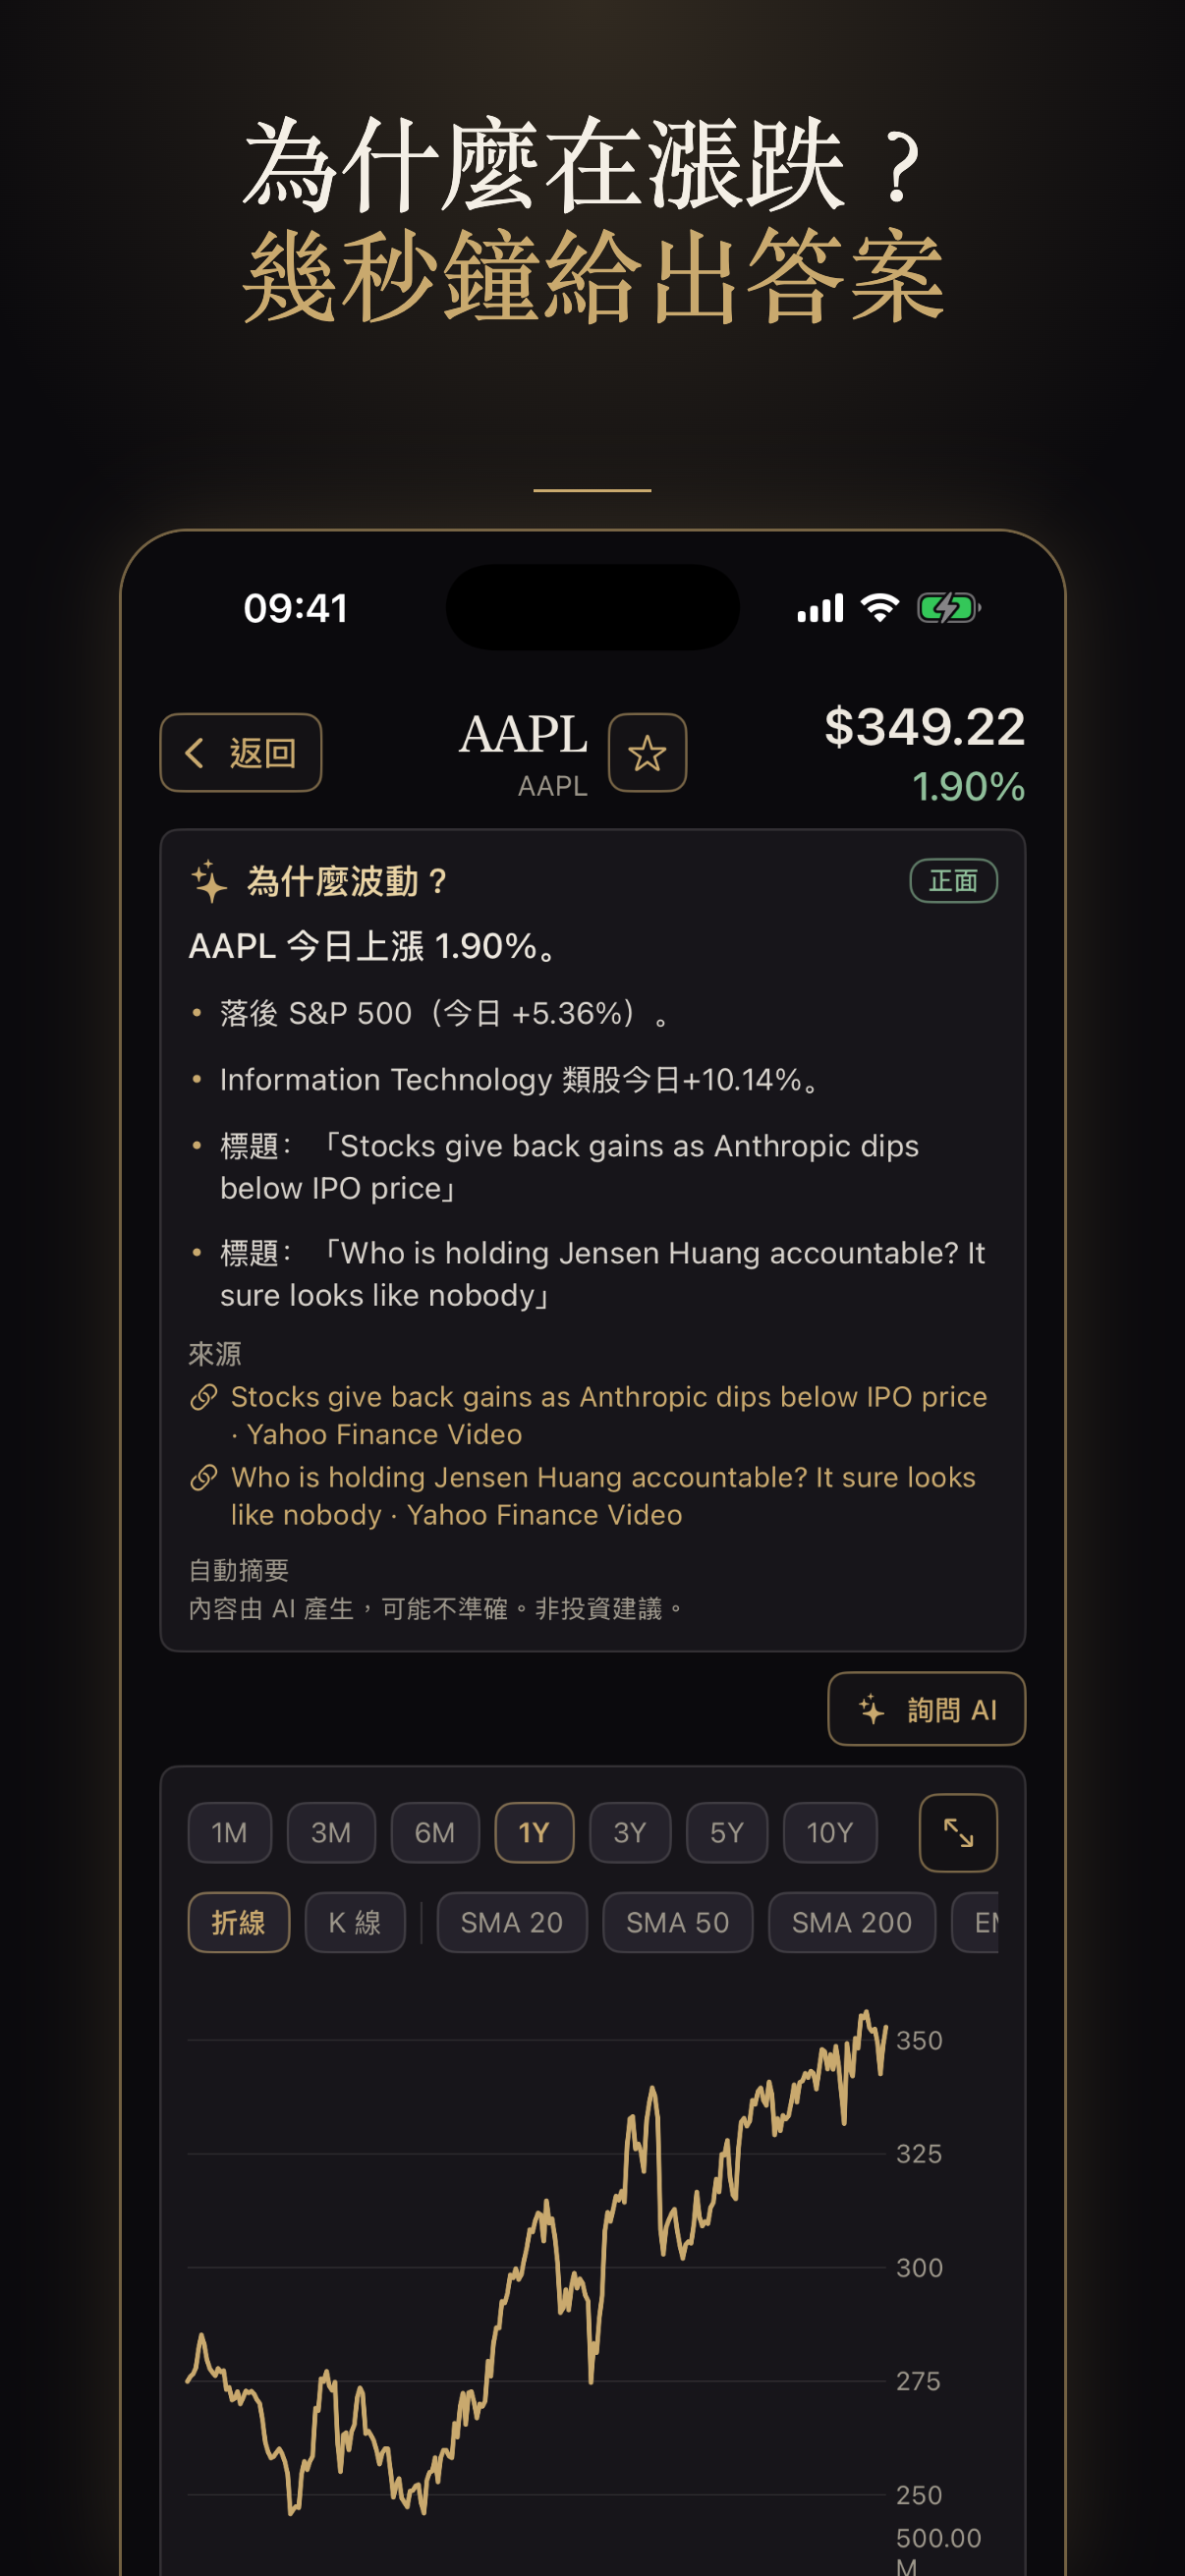 為什麼在漲跌？
幾秒鐘給出答案
09:41
返回
AAPL
AAPL
$349.22
1.90%
為什麼波動？
正面
AAPL 今日上漲 1.90%。
• 落後 S&P 500（今日 +5.36%）。
• Information Technology 類股今日+10.14%。
• 標題：「Stocks give back gains as Anthropic dips
below IPO price」
• 標題：「Who is holding Jensen Huang accountable? It
sure looks like nobody」
來源
Stocks give back gains as Anthropic dips below IPO price
· Yahoo Finance Video
Who is holding Jensen Huang accountable? It sure looks
like nobody · Yahoo Finance Video
自動摘要
內容由 AI 產生，可能不準確。非投資建議。
詢問 AI
1M 3M 6M 1Y 3Y 5Y 10Y
折線 K 線 SMA 20 SMA 50 SMA 200
350
325
300
275
250
500.00
M